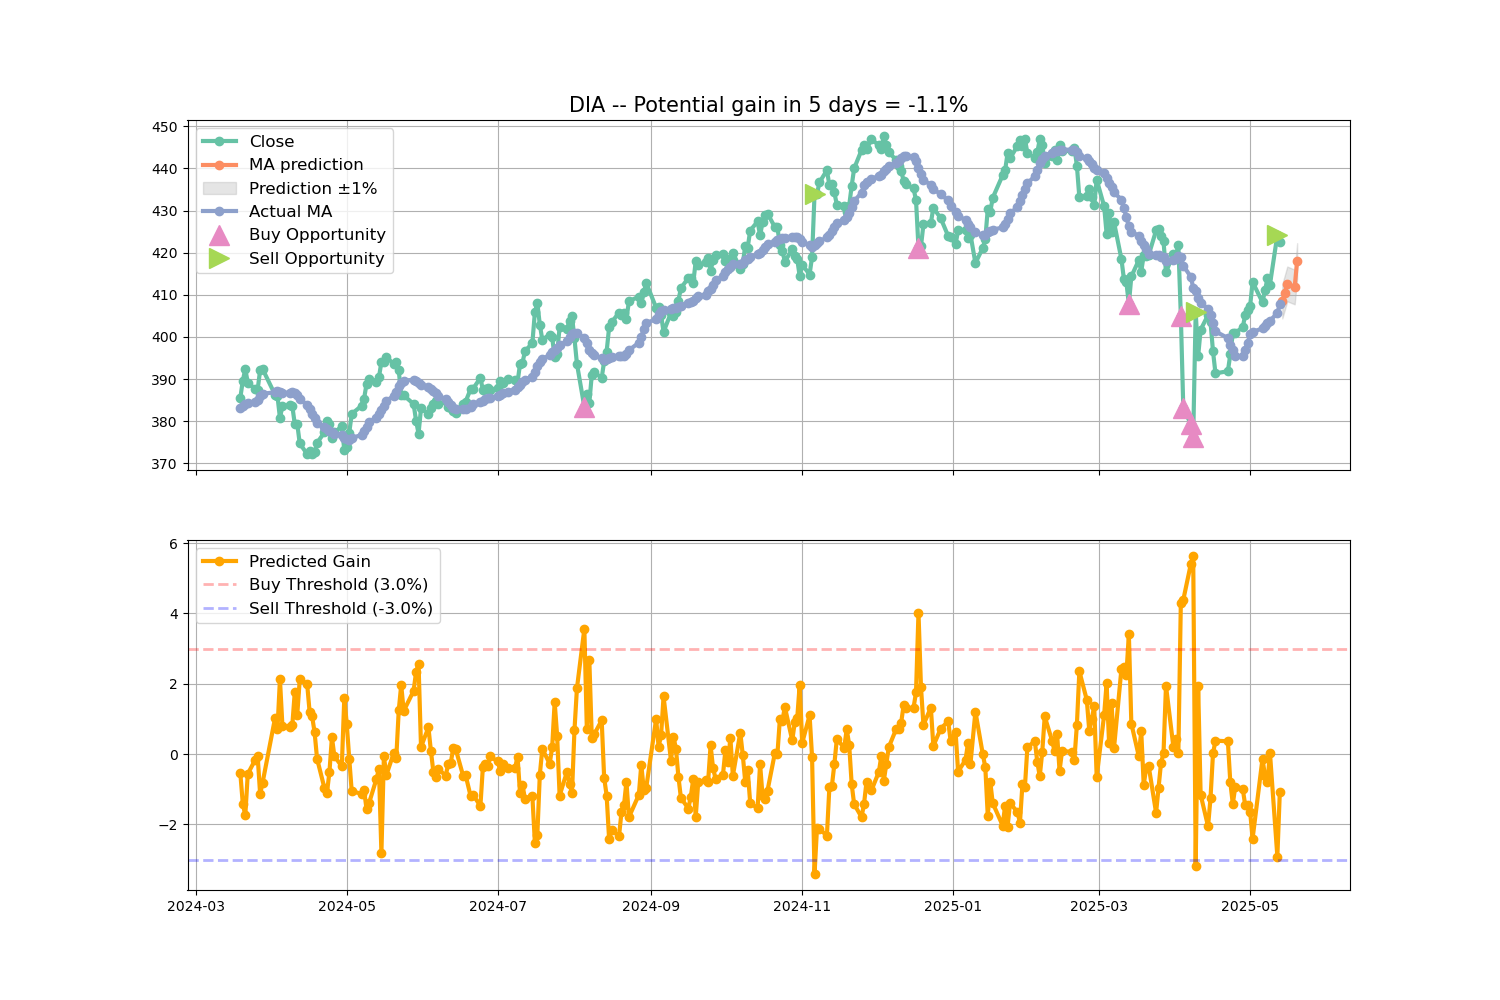 DIA -- Potential gain in 5 days = -1.1%
450
440
430
420
410
400
390
380
370
Close
MA prediction
Prediction ±1%
Actual MA
Buy Opportunity
Sell Opportunity
6
4
2
0
−2
Predicted Gain
Buy Threshold (3.0%)
Sell Threshold (-3.0%)
2024-03
2024-05
2024-07
2024-09
2024-11
2025-01
2025-03
2025-05